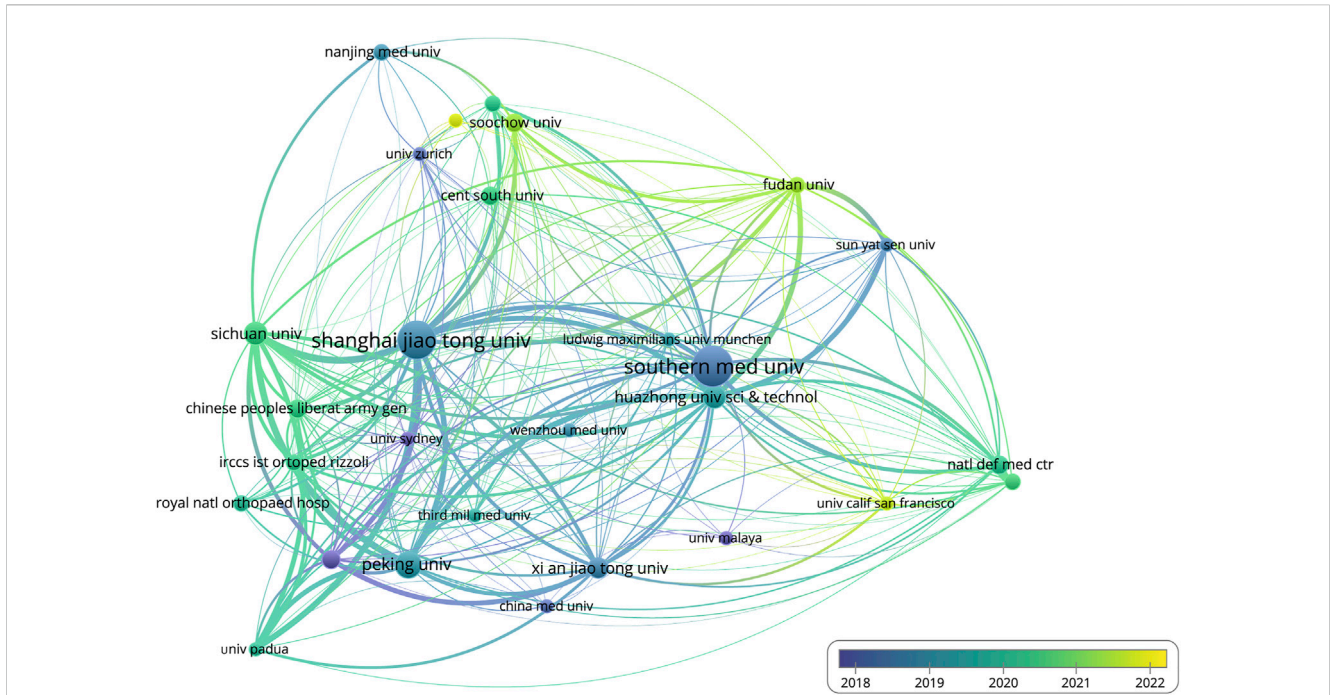 nanjing med univ
soochow univ
univ zurich
fudan univ
cent south univ
sun yat sen univ
sichuan univ
shanghai jiao tong univ
ludwig maximilians univ munchen
southern med univ
huazhong univ sci & technol
chinese peoples liberat army gen
wenzhou med univ
univ sydney
irccs ist ortoped rizzoli
natl def med ctr
royal natl orthopaed hosp
univ calif san francisco
third mil med univ
univ malaya
peking univ
xi an jiao tong univ
china med univ
univ padua
2018 2019 2020 2021 2022